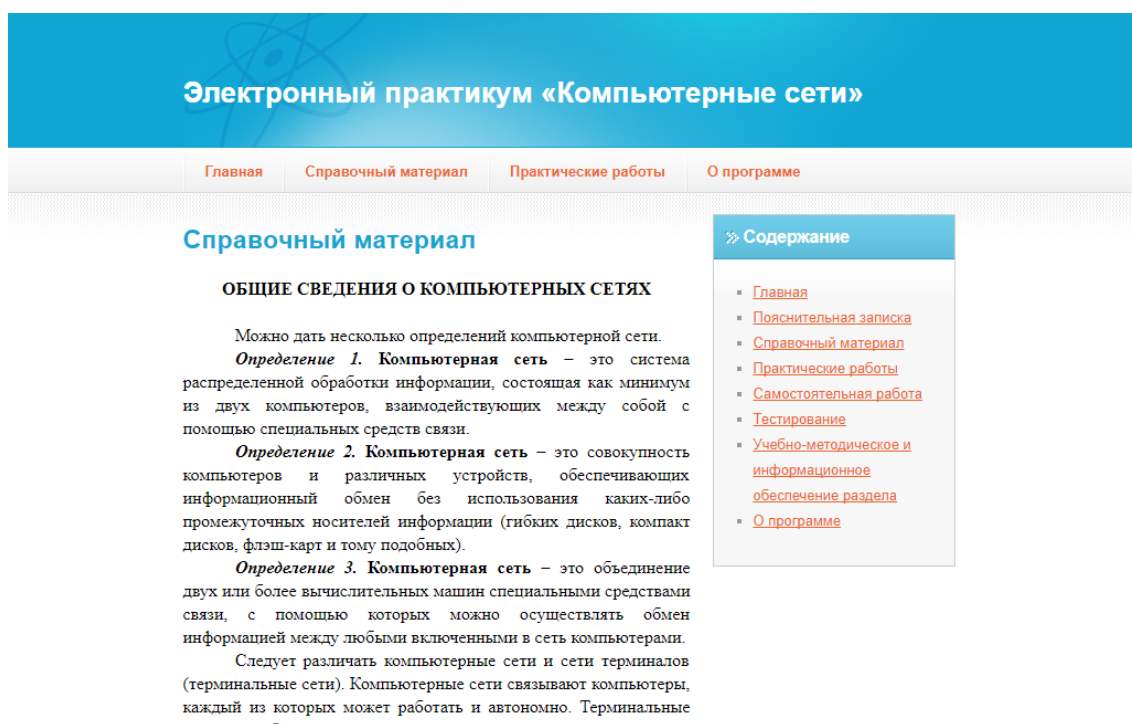 Электронный практикум «Компьютерные сети»
Главная
Справочный материал
Практические работы
О программе
Справочный материал
ОБЩИЕ СВЕДЕНИЯ О КОМПЬЮТЕРНЫХ СЕТЯХ
Можно дать несколько определений компьютерной сети.
Определение 1. Компьютерная сеть – это система
распределенной обработки информации, состоящая как минимум
из двух компьютеров, взаимодействующих между собой с
помощью специальных средств связи.
Определение 2. Компьютерная сеть – это совокупность
компьютеров и различных устройств, обеспечивающих
информационный обмен без использования каких-либо
промежуточных носителей информации (гибких дисков, компакт
дисков, флэш-карт и тому подобных).
Определение 3. Компьютерная сеть – это объединение
двух или более вычислительных машин специальными средствами
связи, с помощью которых можно осуществлять обмен
информацией между любыми включенными в сеть компьютерами.
Следует различать компьютерные сети и сети терминалов
(терминальные сети). Компьютерные сети связывают компьютеры,
каждый из которых может работать и автономно. Терминальные
Содержание
Главная
Пояснительная записка
Справочный материал
Практические работы
Самостоятельная работа
Тестирование
Учебно-методическое и
информационное
обеспечение раздела
О программе